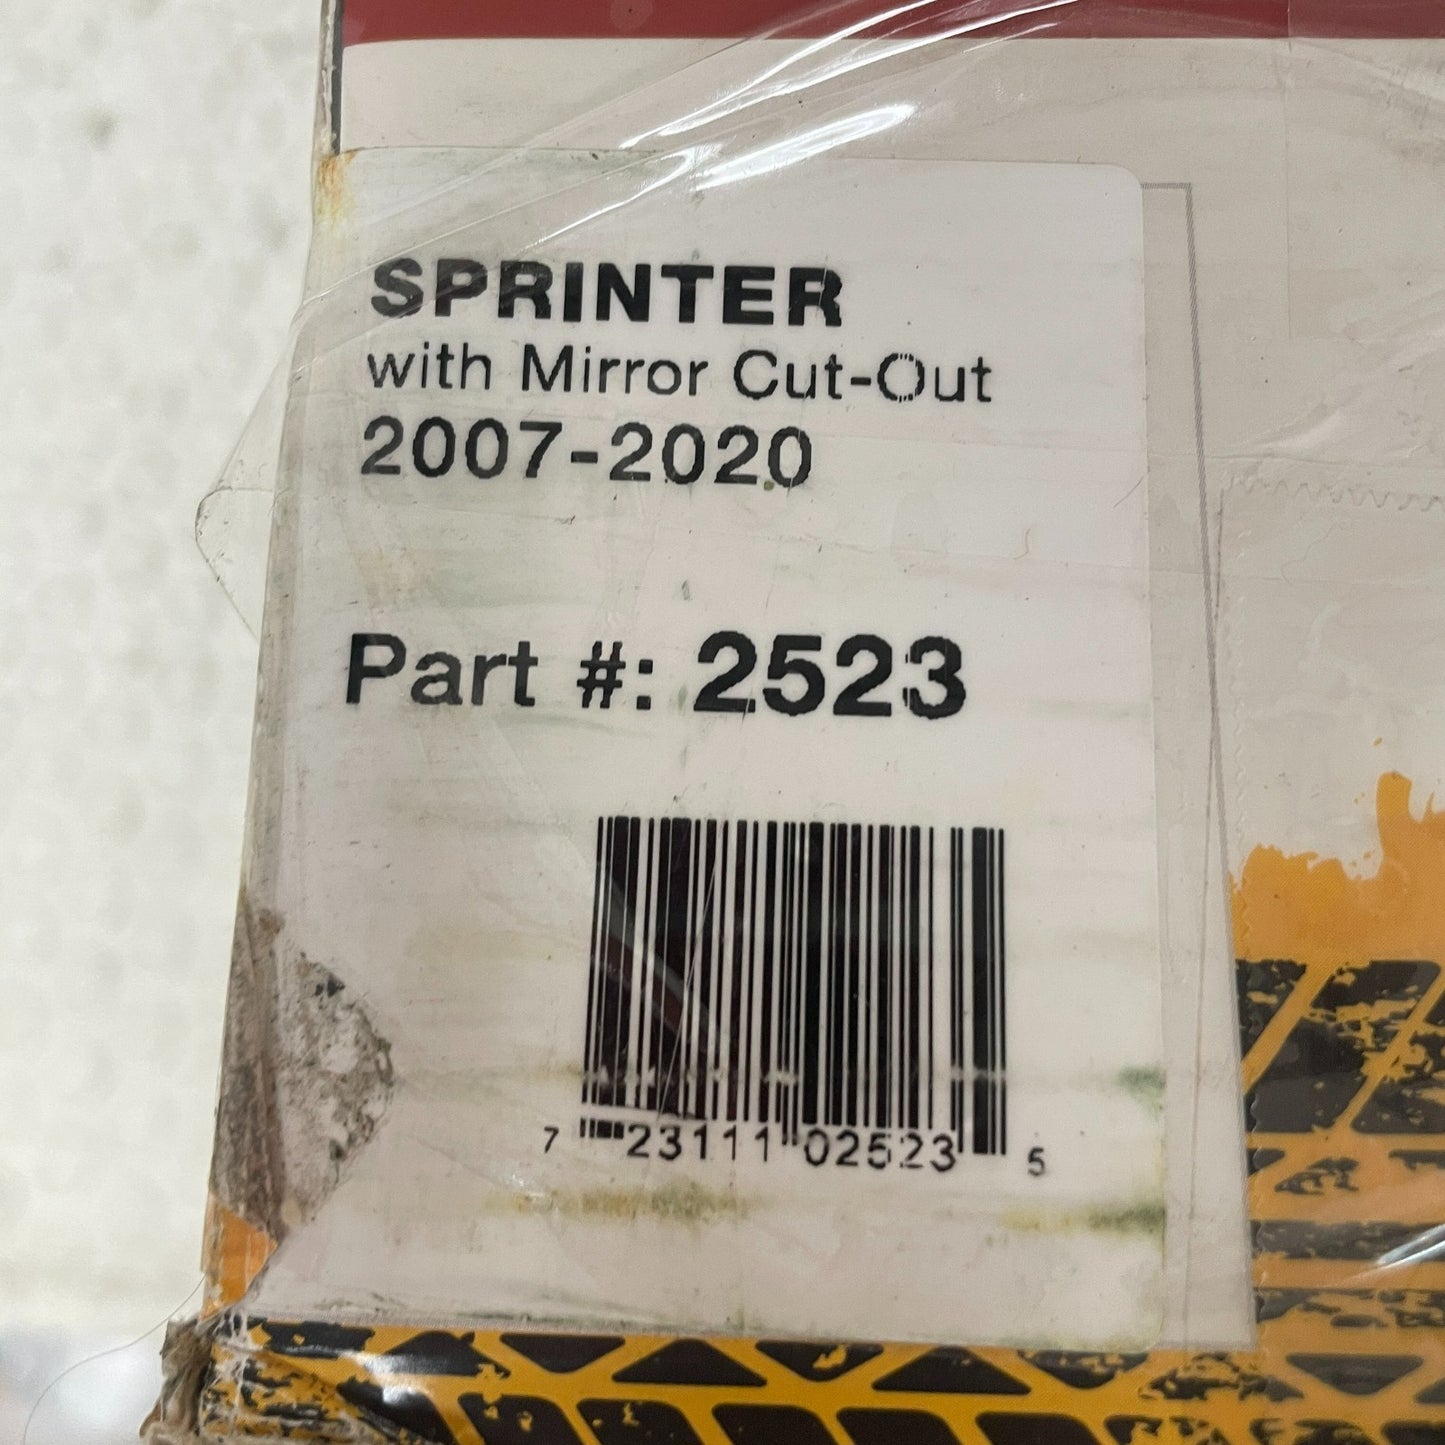 SPRINTER
with Mirror Cut-Out
2007-2020
Part #: 2523
7 23111 02523 5